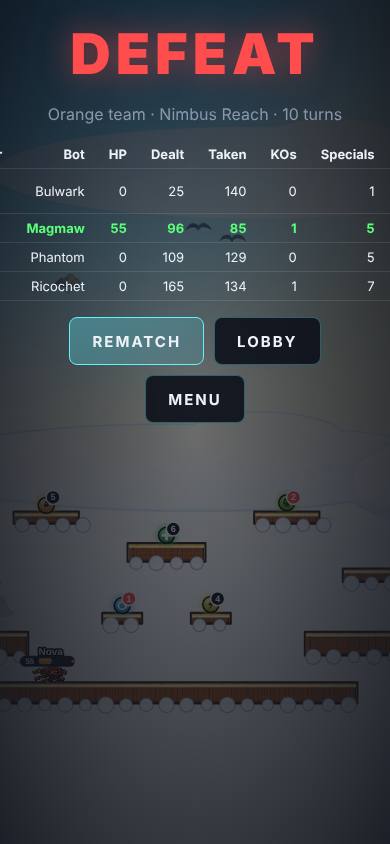 DEFEAT
Orange team · Nimbus Reach · 10 turns
Bot HP Dealt Taken KOs Specials
Bulwark 0 25 140 0 1
Magmaw 55 96 85 1 5
Phantom 0 109 129 0 5
Ricochet 0 165 134 1 7
REMATCH LOBBY
MENU
5 2
6
1 4
Nova
55